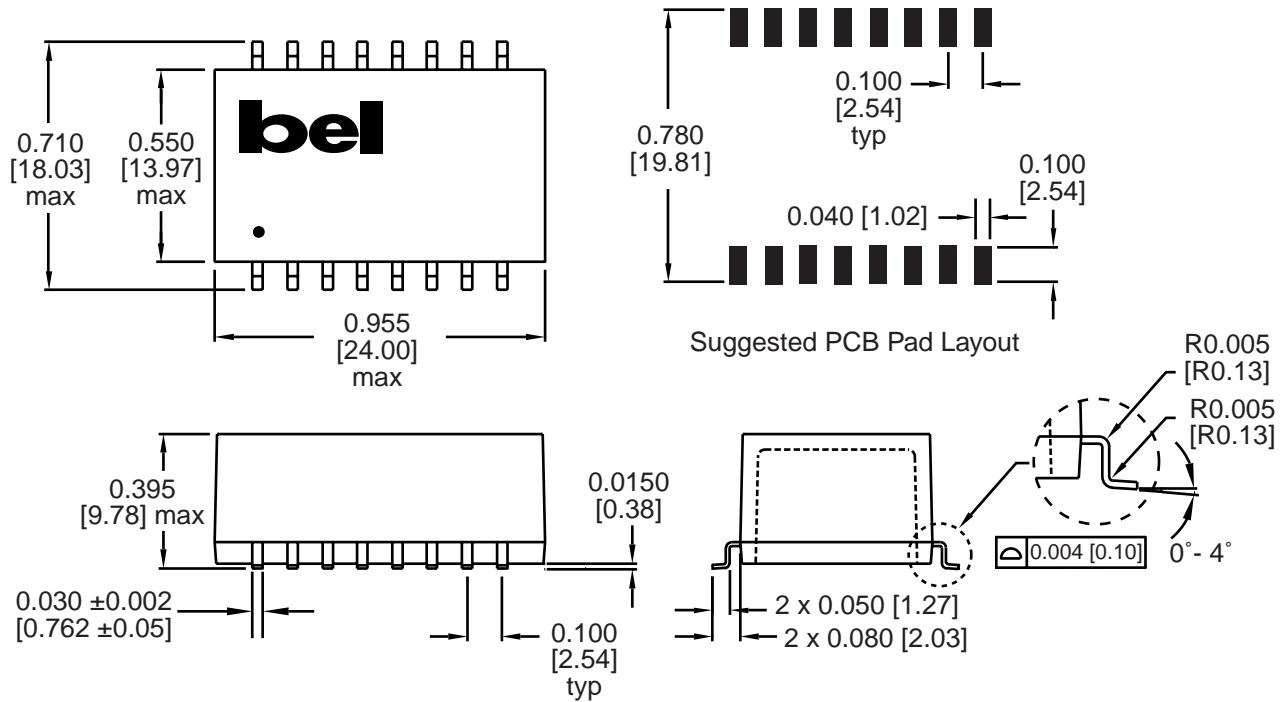 bel
0.710
[18.03]
max
0.550
[13.97]
max
0.955
[24.00]
max
0.780
[19.81]
0.100
[2.54]
typ
0.100
[2.54]
0.040 [1.02]
Suggested PCB Pad Layout
0.395
[9.78] max
0.0150
[0.38]
0.030 ±0.002
[0.762 ±0.05]
0.100
[2.54]
typ
2 x 0.050 [1.27]
2 x 0.080 [2.03]
R0.005
[R0.13]
R0.005
[R0.13]
0.004 [0.10]
0°- 4°